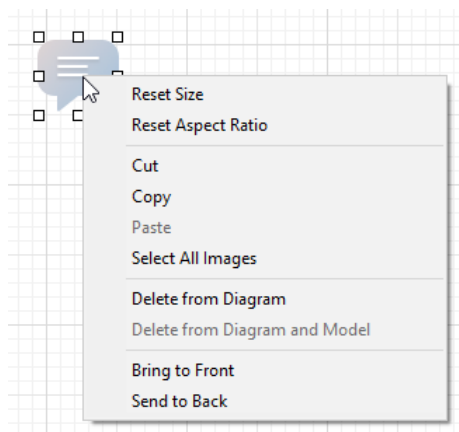 Reset Size
Reset Aspect Ratio
Cut
Copy
Paste
Select All Images
Delete from Diagram
Delete from Diagram and Model
Bring to Front
Send to Back